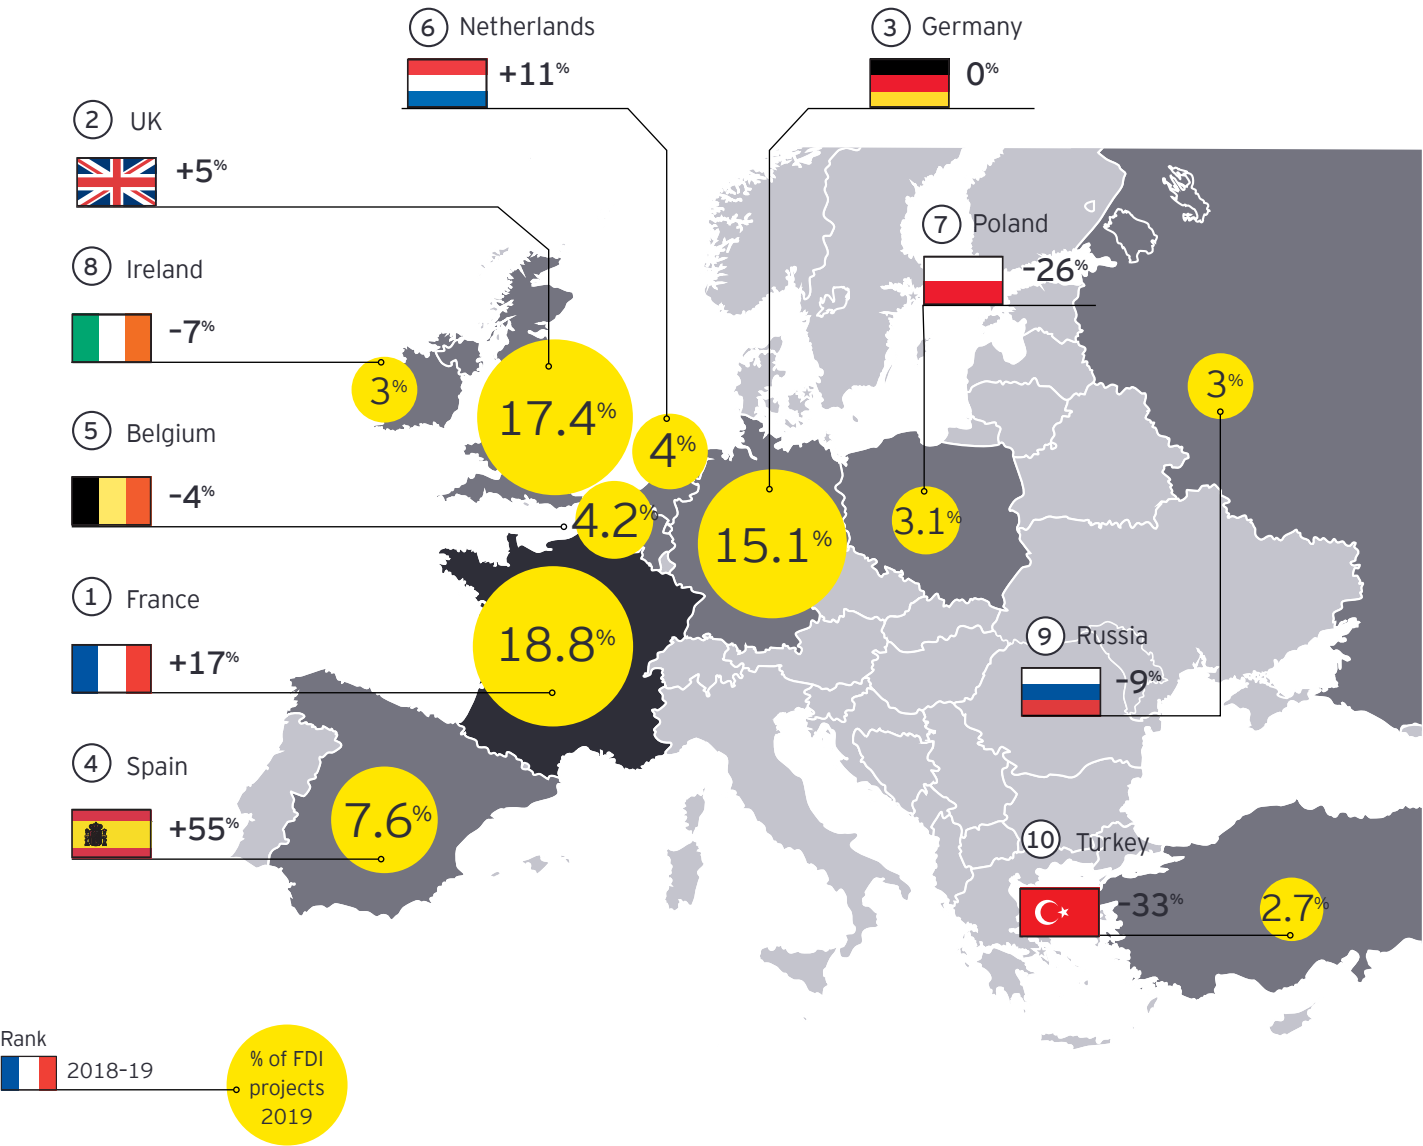 6 Netherlands
+11%
3 Germany
0%
2 UK
+5%
7 Poland
-26%
8 Ireland
-7%
3%
17.4%
4%
3%
5 Belgium
-4%
4.2%
15.1%
3.1%
1 France
+17%
18.8%
9 Russia
-9%
4 Spain
+55%
7.6%
10 Turkey
-33%
2.7%
Rank
2018-19
% of FDI
projects
2019